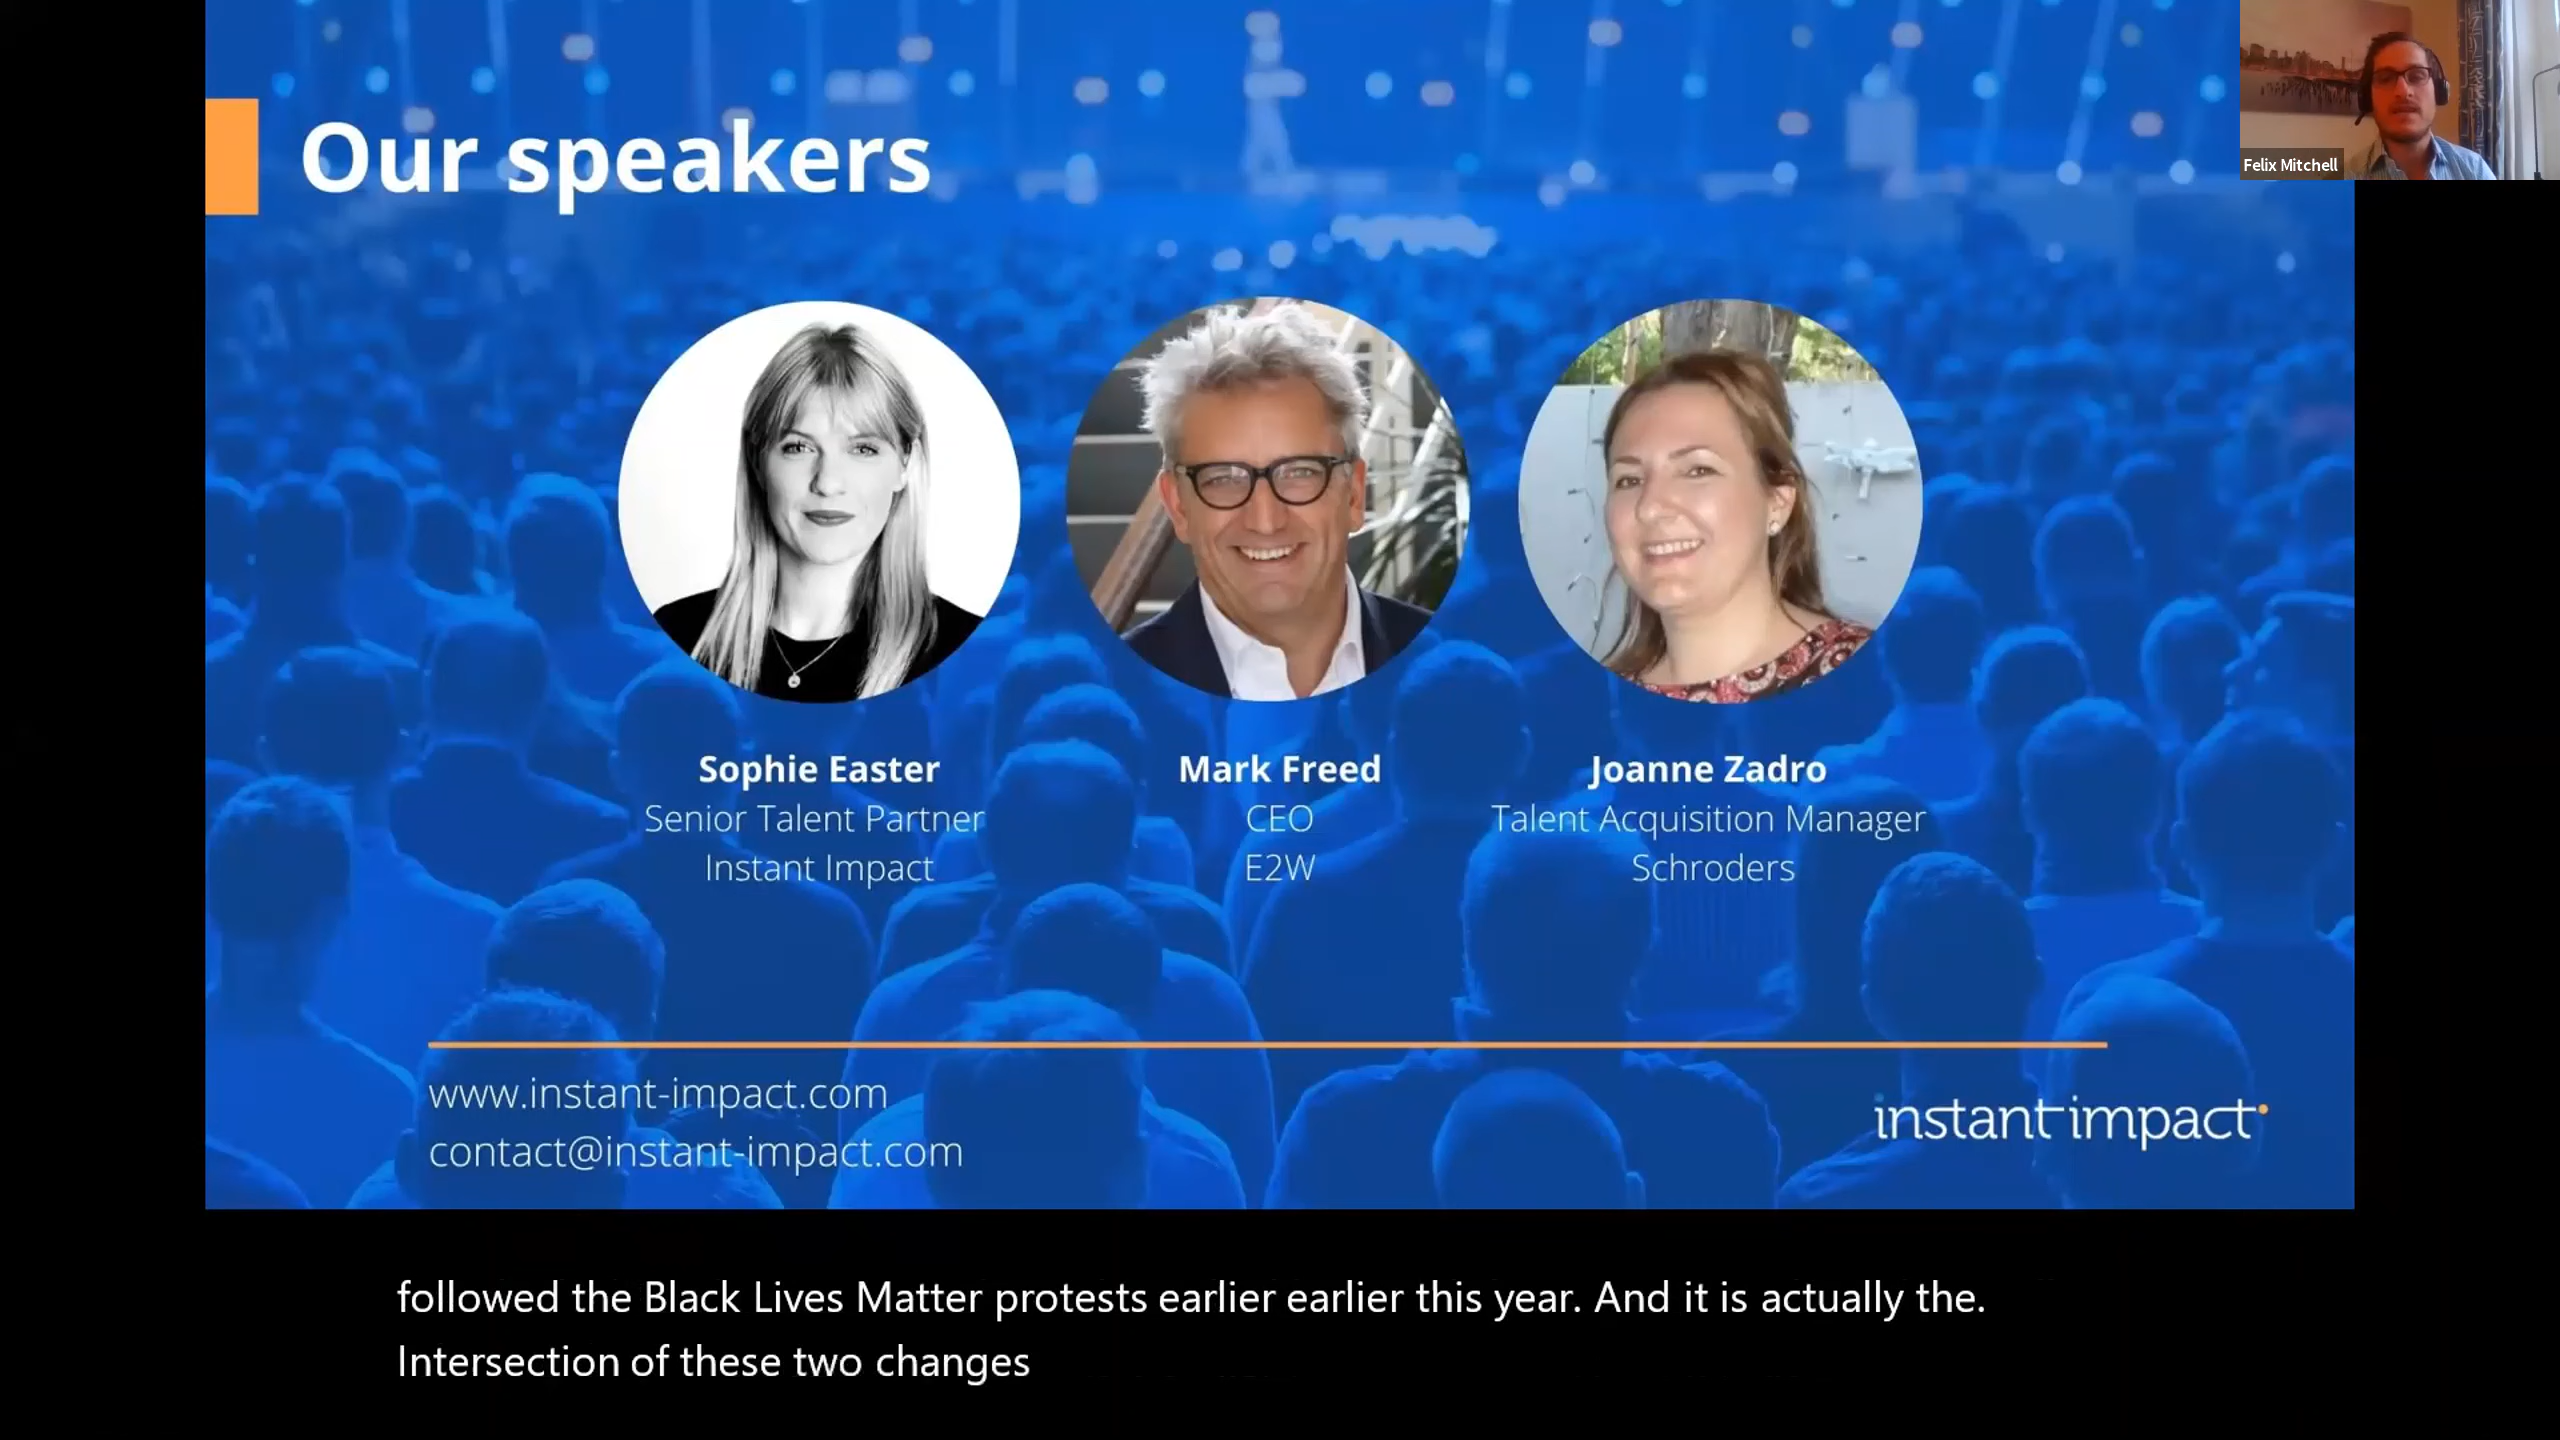 Our speakers
Felix Mitchell
Sophie Easter
Senior Talent Partner
Instant Impact
Mark Freed
CEO
E2W
Joanne Zadro
Talent Acquisition Manager
Schroders
www.instant-impact.com
contact@instant-impact.com
instant impact
followed the Black Lives Matter protests earlier earlier this year. And it is actually the.
Intersection of these two changes